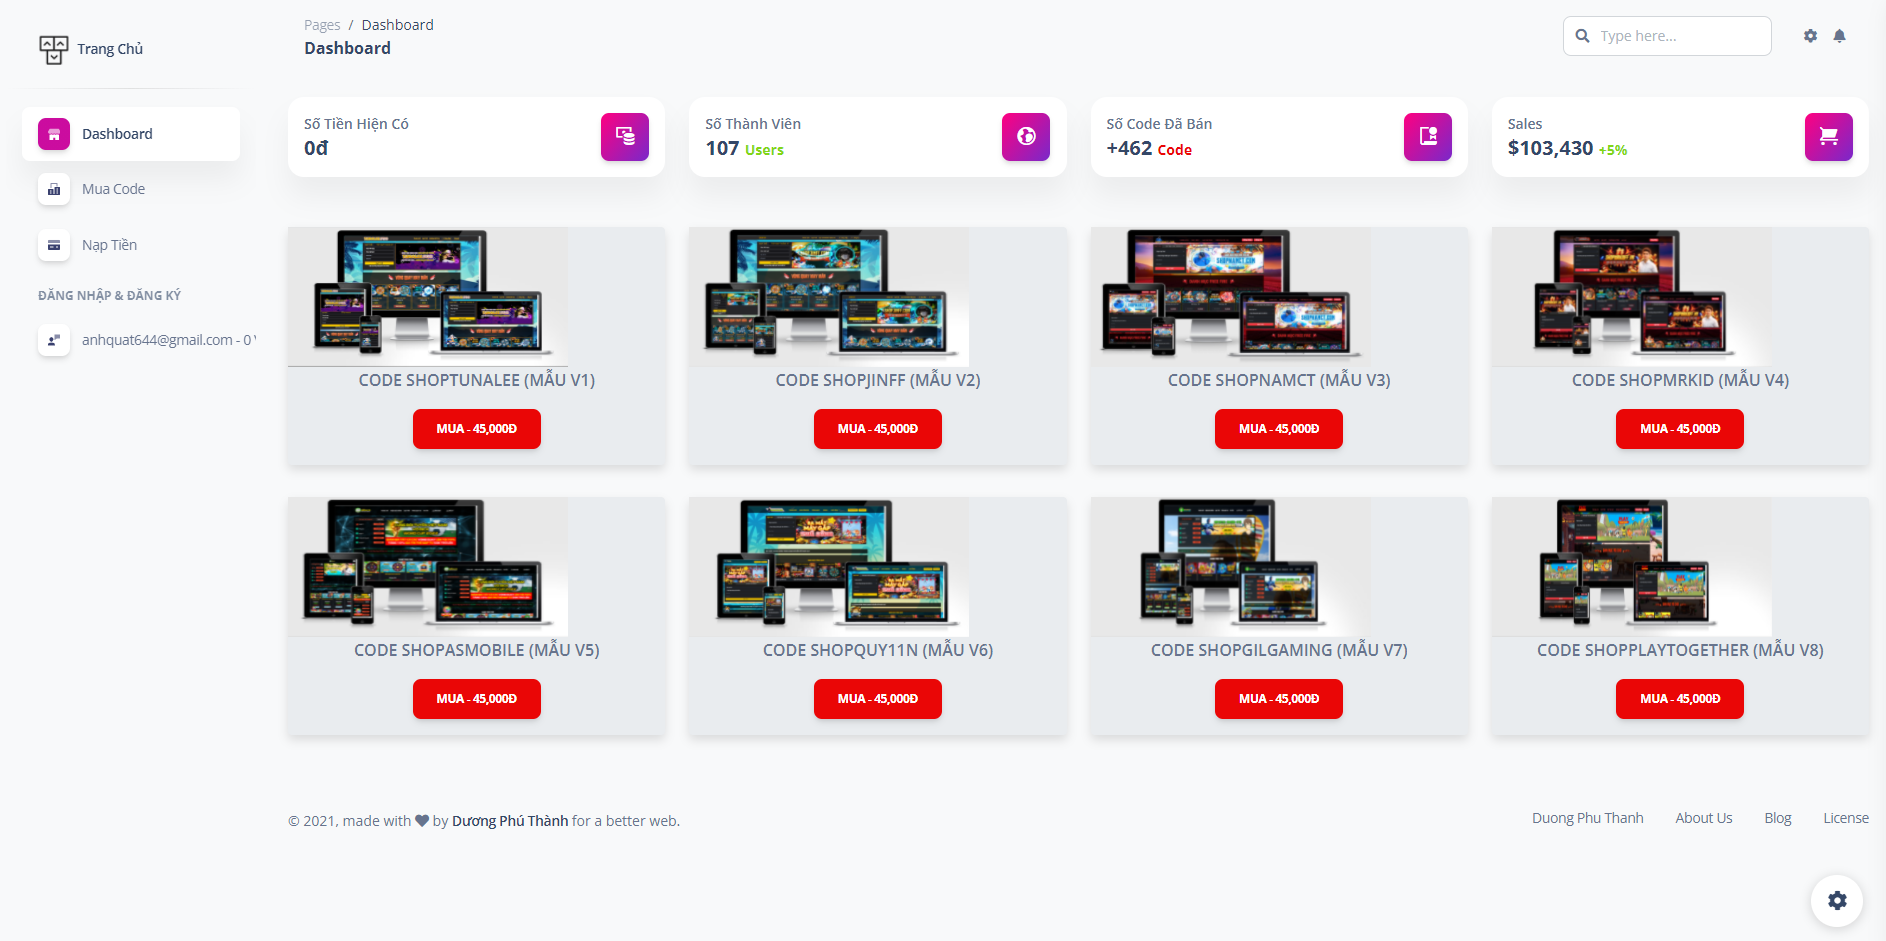 Trang Chủ
Dashboard
Mua Code
Nạp Tiền
ĐĂNG NHẬP & ĐĂNG KÝ
anhquat644@gmail.com - 0
Pages / Dashboard
Dashboard
Type here...
Số Tiền Hiện Có
0đ
Số Thành Viên
107 Users
Số Code Đã Bán
+462 Code
Sales
$103,430 +5%
CODE SHOPTUNALEE (MẪU V1)
MUA - 45,000Đ
CODE SHOPJINFF (MẪU V2)
MUA - 45,000Đ
SHOPNAMCT.COM
CODE SHOPNAMCT (MẪU V3)
MUA - 45,000Đ
CODE SHOPMRKID (MẪU V4)
MUA - 45,000Đ
CODE SHOPASMOBILE (MẪU V5)
MUA - 45,000Đ
CODE SHOPQUY11N (MẪU V6)
MUA - 45,000Đ
CODE SHOPGILGAMING (MẪU V7)
MUA - 45,000Đ
CODE SHOPPLAYTOGETHER (MẪU V8)
MUA - 45,000Đ
© 2021, made with by Dương Phú Thành for a better web.
Duong Phu Thanh
About Us
Blog
License